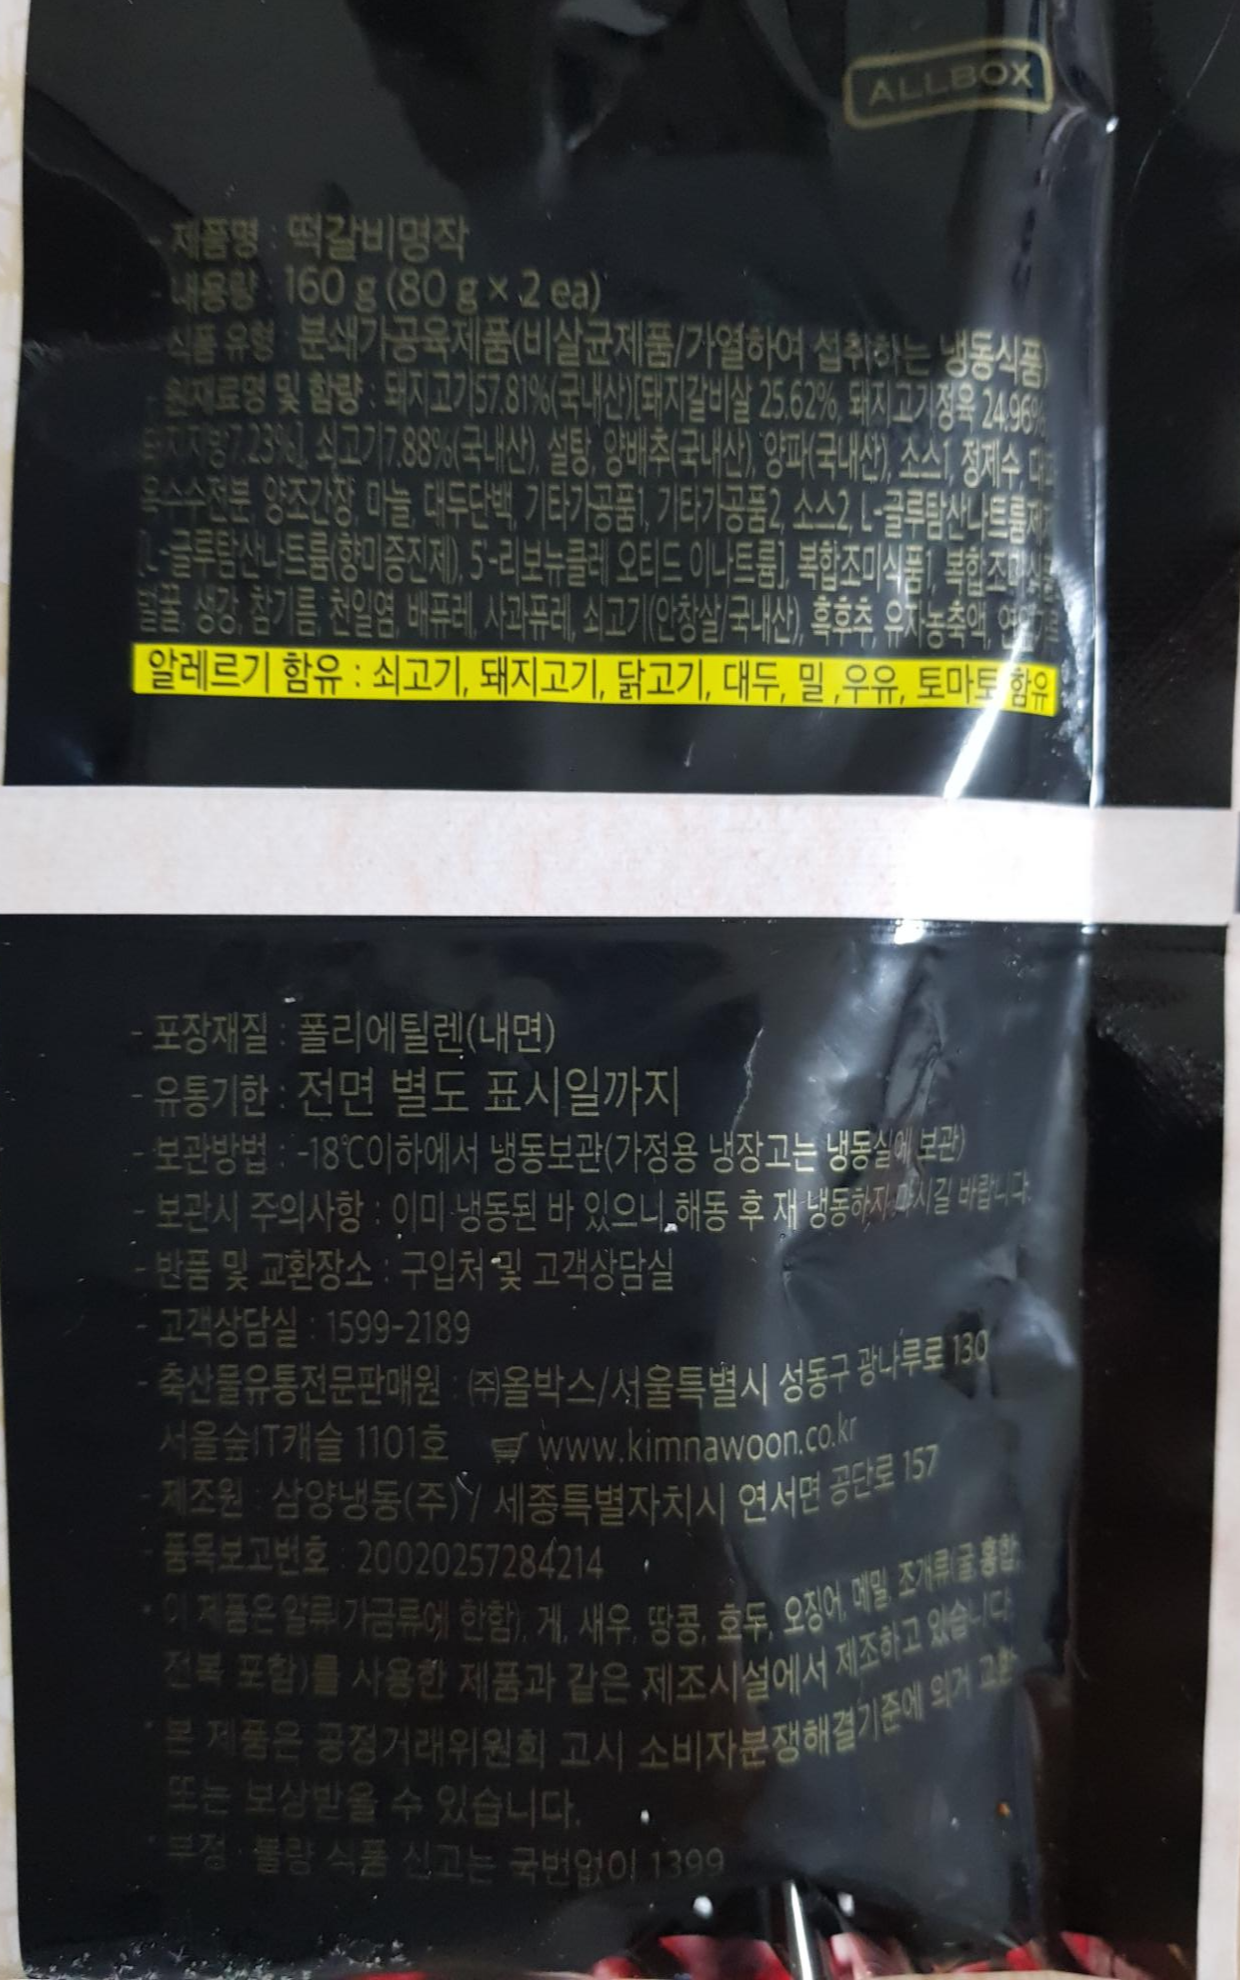 ALLBOX
제품명 : 떡갈비명작
- 내용량 : 160 g (80 g × 2 ea)
식품 유형 : 분쇄가공육제품(비살균제품/가열하여 섭취하는 냉동식품)
- 원재료명 및 함량 : 돼지고기57.81%(국내산)[돼지갈비살 25.62%, 돼지고기정육 24.96%
돼지지방7.23%], 쇠고기7.88%(국내산), 설탕, 양배추(국내산), 양파(국내산), 소스1, 정제수, 대파
옥수수전분, 양조간장, 마늘, 대두단백, 기타가공품1, 기타가공품2, 소스2, L-글루탐산나트륨제제
[L-글루탐산나트륨(향미증진제), 5'-리보뉴클레 오티드 이나트륨], 복합조미식품1, 복합조미식품
벌꿀, 생강, 참기름, 천일염, 배퓨레, 사과퓨레, 쇠고기(안창살/국내산), 흑후추, 유자농축액,
알레르기 함유 : 쇠고기, 돼지고기, 닭고기, 대두, 밀 ,우유, 토마토 함유
- 포장재질 : 폴리에틸렌(내면)
- 유통기한 : 전면 별도 표시일까지
- 보관방법 : -18℃이하에서 냉동보관(가정용 냉장고는 냉동실에 보관)
- 보관시 주의사항 : 이미 냉동된 바 있으니 해동 후 재 냉동하지 마시길 바랍니다.
- 반품 및 교환장소 : 구입처 및 고객상담실
- 고객상담실 : 1599-2189
- 축산물유통전문판매원 : ㈜올박스/서울특별시 성동구 광나루로 130
서울숲IT캐슬 1101호 www.kimnawoon.co.kr
- 제조원 : 삼양냉동(주) / 세종특별자치시 연서면 공단로 157
- 품목보고번호 : 20020257284214
* 이 제품은 알류(가금류에 한함), 게, 새우, 땅콩, 호두, 오징어, 메밀, 조개류(굴,홍합,
전복 포함)를 사용한 제품과 같은 제조시설에서 제조하고 있습니다.
* 본 제품은 공정거래위원회 고시 소비자분쟁해결기준에 의거 교환
또는 보상받을 수 있습니다.
* 부정·불량 식품 신고는 국번없이 1399